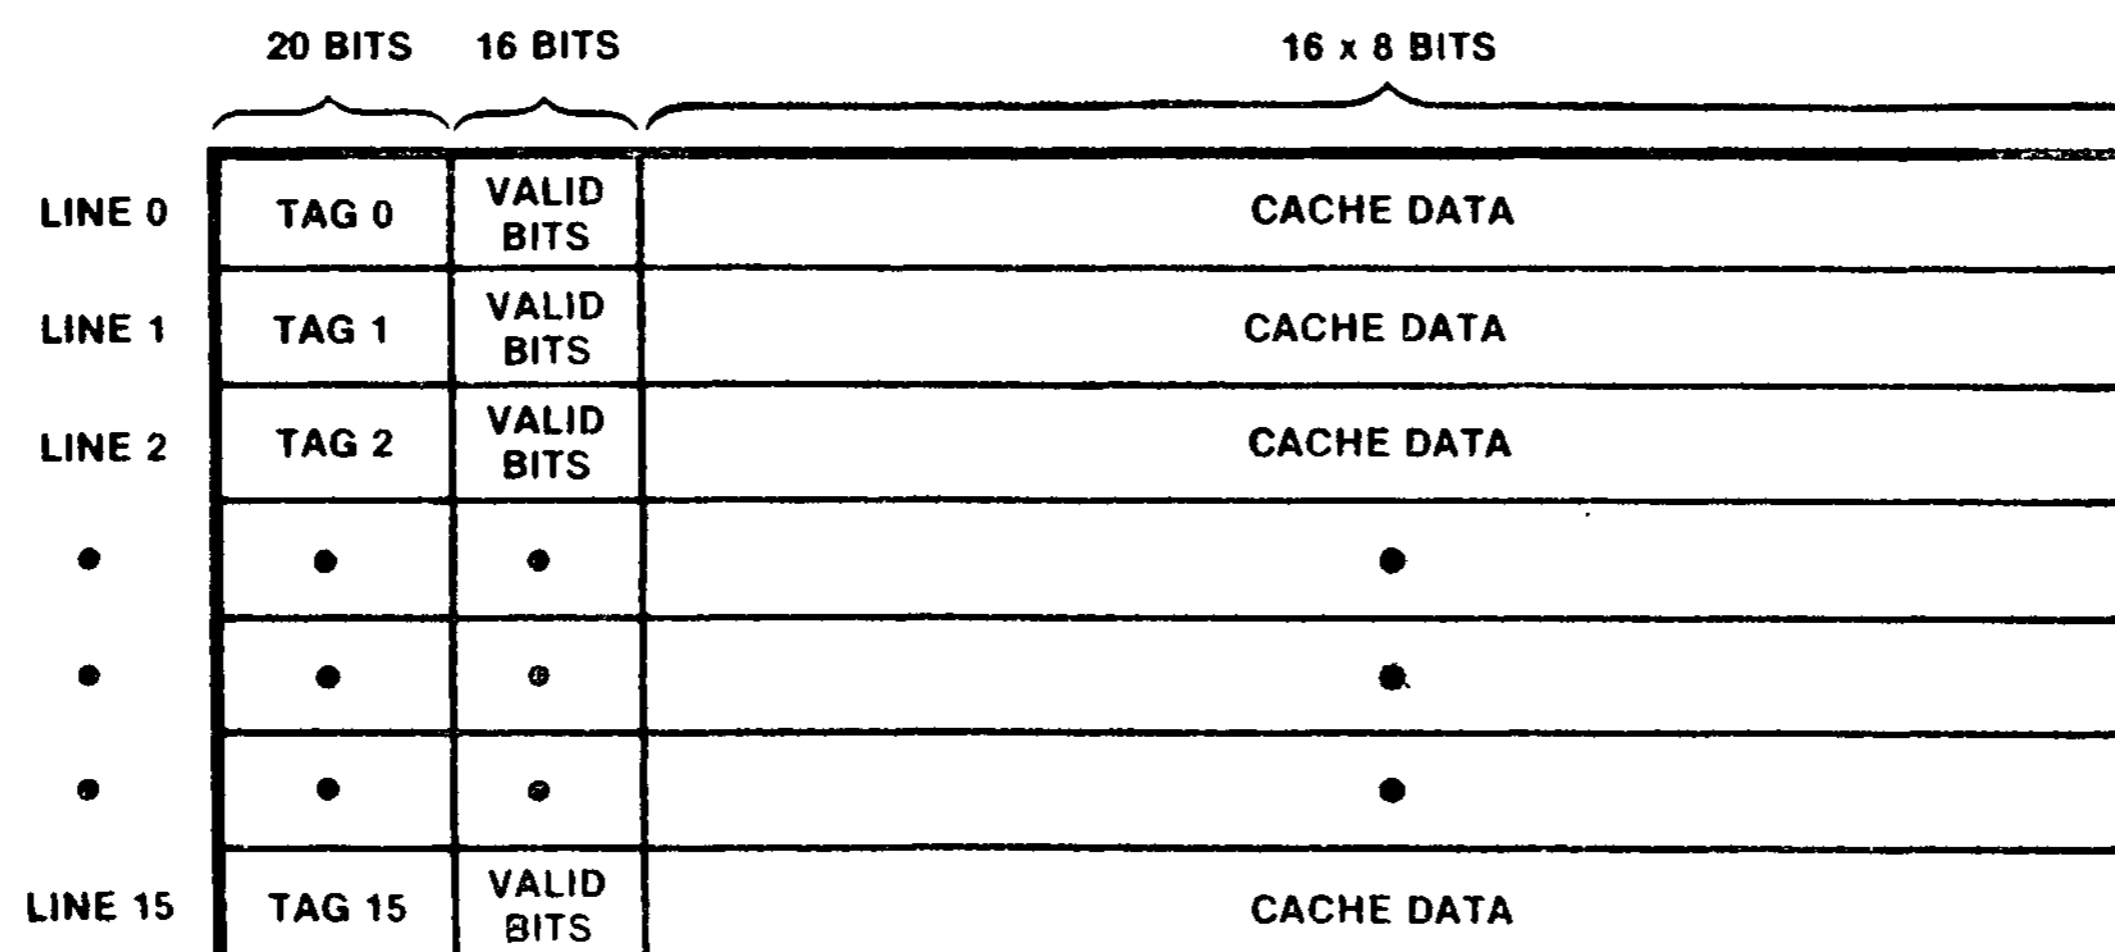 20 BITS 16 BITS 16 x 8 BITS
LINE 0 TAG 0 VALID BITS CACHE DATA
LINE 1 TAG 1 VALID BITS CACHE DATA
LINE 2 TAG 2 VALID BITS CACHE DATA
LINE 15 TAG 15 VALID BITS CACHE DATA